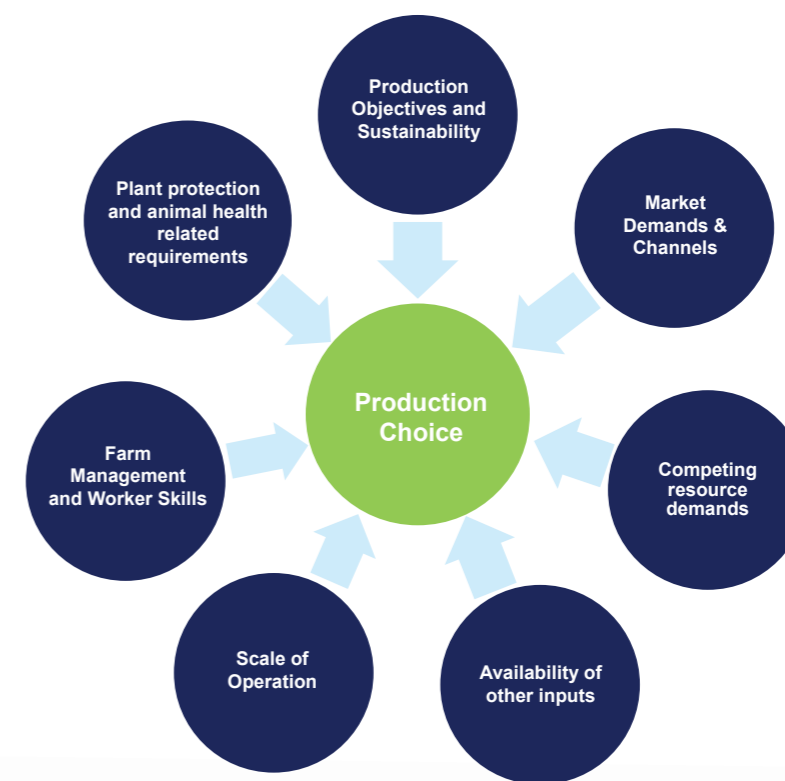 Production
Objectives and
Sustainability
Plant protection
and animal health
related
requirements
Market
Demands &
Channels
Production
Choice
Farm
Management
and Worker Skills
Competing
resource
demands
Scale of
Operation
Availability of
other inputs